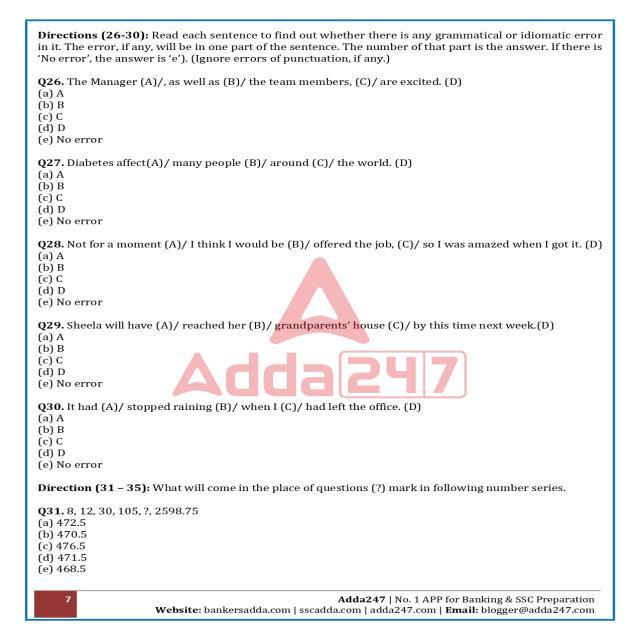 Directions (26-30): Read each sentence to find out whether there is any grammatical or idiomatic error
in it. The error, if any, will be in one part of the sentence. The number of that part is the answer. If there is
‘No error’, the answer is ‘e’). (Ignore errors of punctuation, if any.)
Q26. The Manager (A)/, as well as (B)/ the team members, (C)/ are excited. (D)
(a) A
(b) B
(c) C
(d) D
(e) No error
Q27. Diabetes affect(A)/ many people (B)/ around (C)/ the world. (D)
(a) A
(b) B
(c) C
(d) D
(e) No error
Q28. Not for a moment (A)/ I think I would be (B)/ offered the job, (C)/ so I was amazed when I got it. (D)
(a) A
(b) B
(c) C
(d) D
(e) No error
Q29. Sheela will have (A)/ reached her (B)/ grandparents’ house (C)/ by this time next week.(D)
(a) A
(b) B
(c) C
(d) D
(e) No error
Adda247
Q30. It had (A)/ stopped raining (B)/ when I (C)/ had left the office. (D)
(a) A
(b) B
(c) C
(d) D
(e) No error
Direction (31 – 35): What will come in the place of questions (?) mark in following number series.
Q31. 8, 12, 30, 105, ?, 2598.75
(a) 472.5
(b) 470.5
(c) 476.5
(d) 471.5
(e) 468.5
7
Adda247 | No. 1 APP for Banking & SSC Preparation
Website: bankersadda.com | sscadda.com | adda247.com | Email: blogger@adda247.com